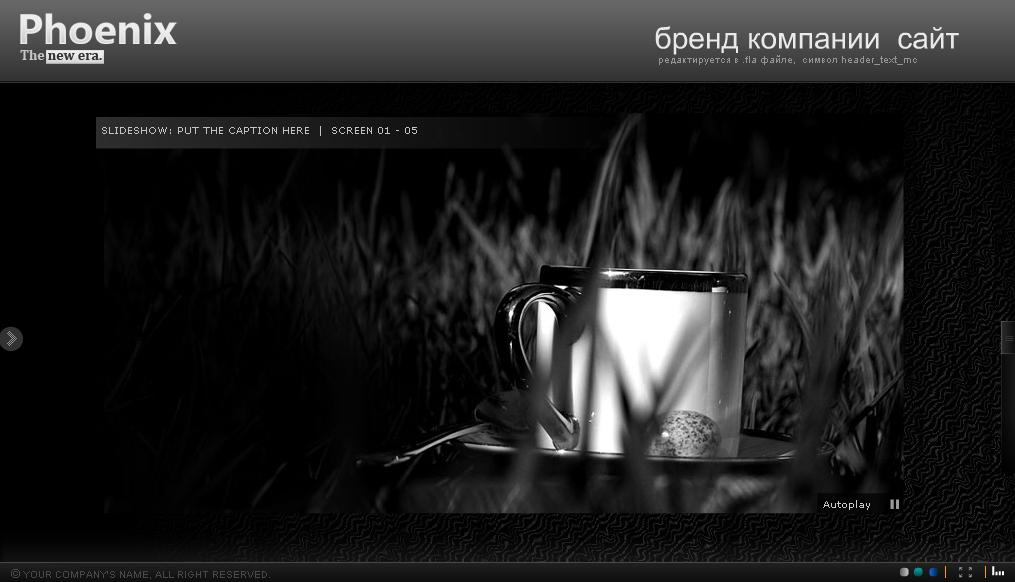 Phoenix
The new era.
бренд компании сайт
редактируется в .fla файле, символ header_text_mc
SLIDESHOW: PUT THE CAPTION HERE | SCREEN 01 - 05
Autoplay
© YOUR COMPANY'S NAME, ALL RIGHT RESERVED.